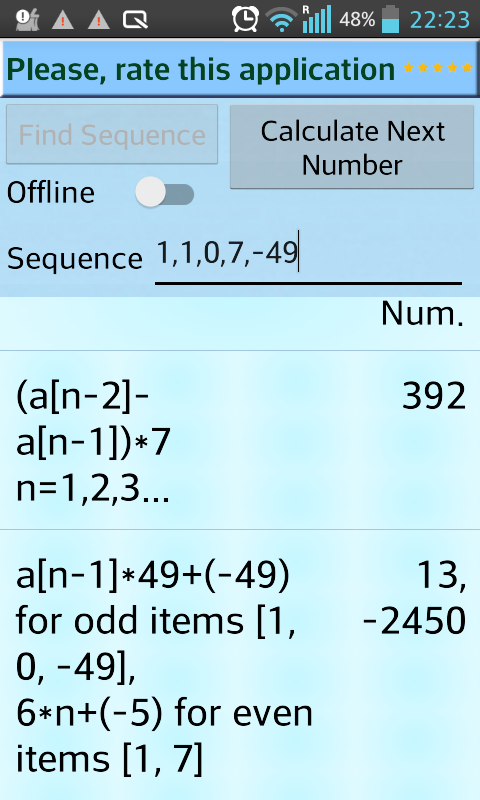 R
48%
22:23
Please, rate this application
Find Sequence
Calculate Next
Number
Offline
Sequence
1,1,0,7,-49
Num.
(a[n-2]-
392
a[n-1])*7
n=1,2,3...
a[n-1]*49+(-49)
13,
for odd items [1,
-2450
0, -49],
6*n+(-5) for even
items [1, 7]